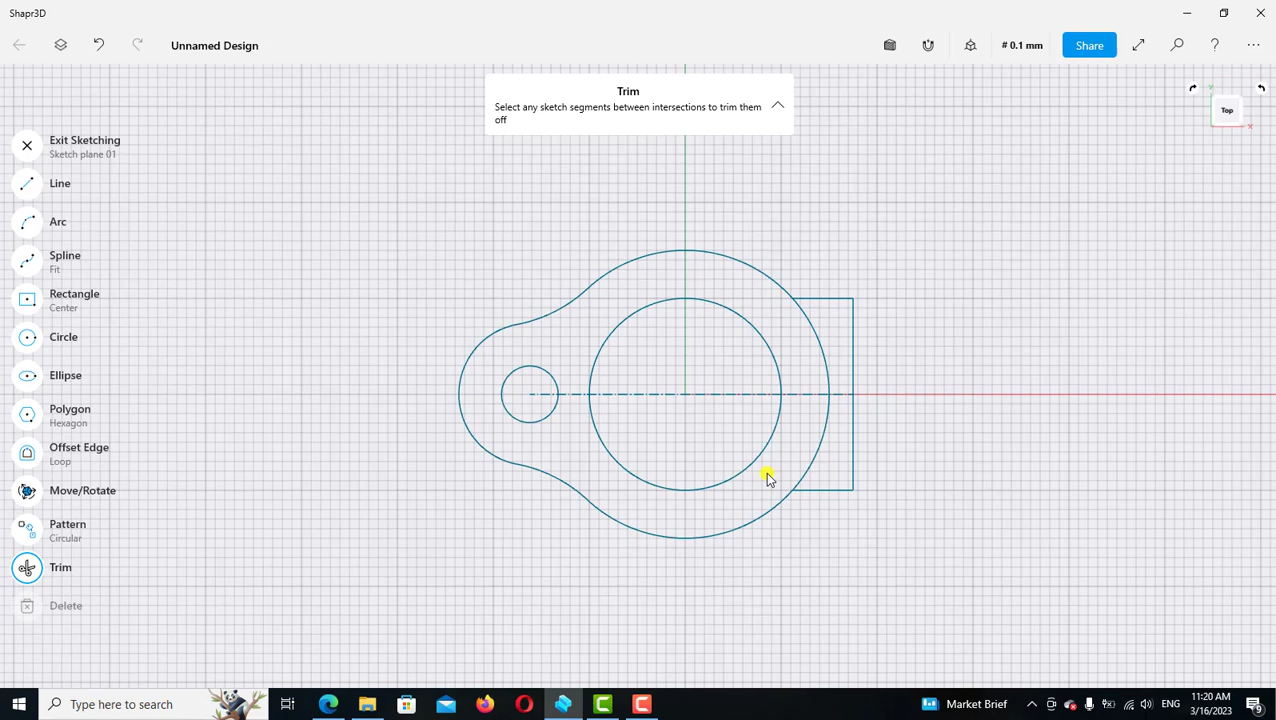 Shapr3D
Unnamed Design
# 0.1 mm
Share
Trim
Select any sketch segments between intersections to trim them
off
Y
Top
X
Exit Sketching
Sketch plane 01
Line
Arc
Spline
Fit
Rectangle
Center
Circle
Ellipse
Polygon
Hexagon
Offset Edge
Loop
Move/Rotate
Pattern
Circular
Trim
Delete
Type here to search
Market Brief
ENG
11:20 AM
3/16/2023